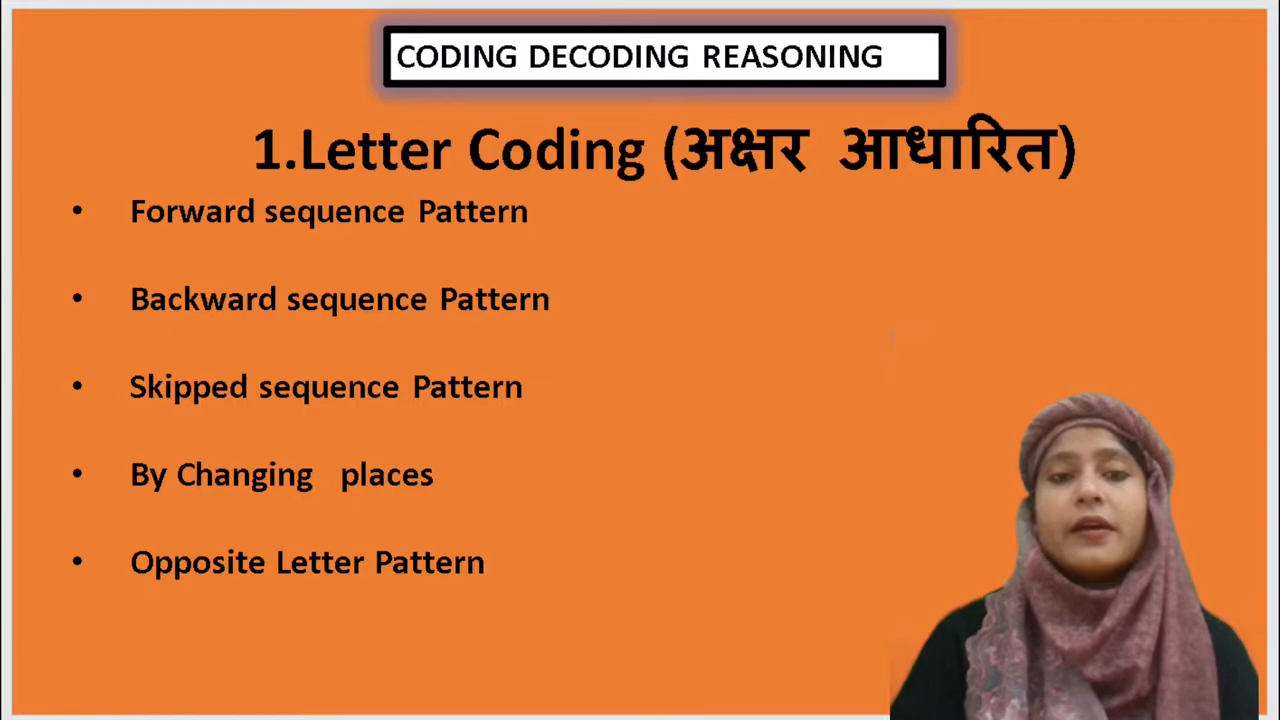 CODING DECODING REASONING
1.Letter Coding (अक्षर आधारित)
• Forward sequence Pattern
• Backward sequence Pattern
• Skipped sequence Pattern
• By Changing places
• Opposite Letter Pattern